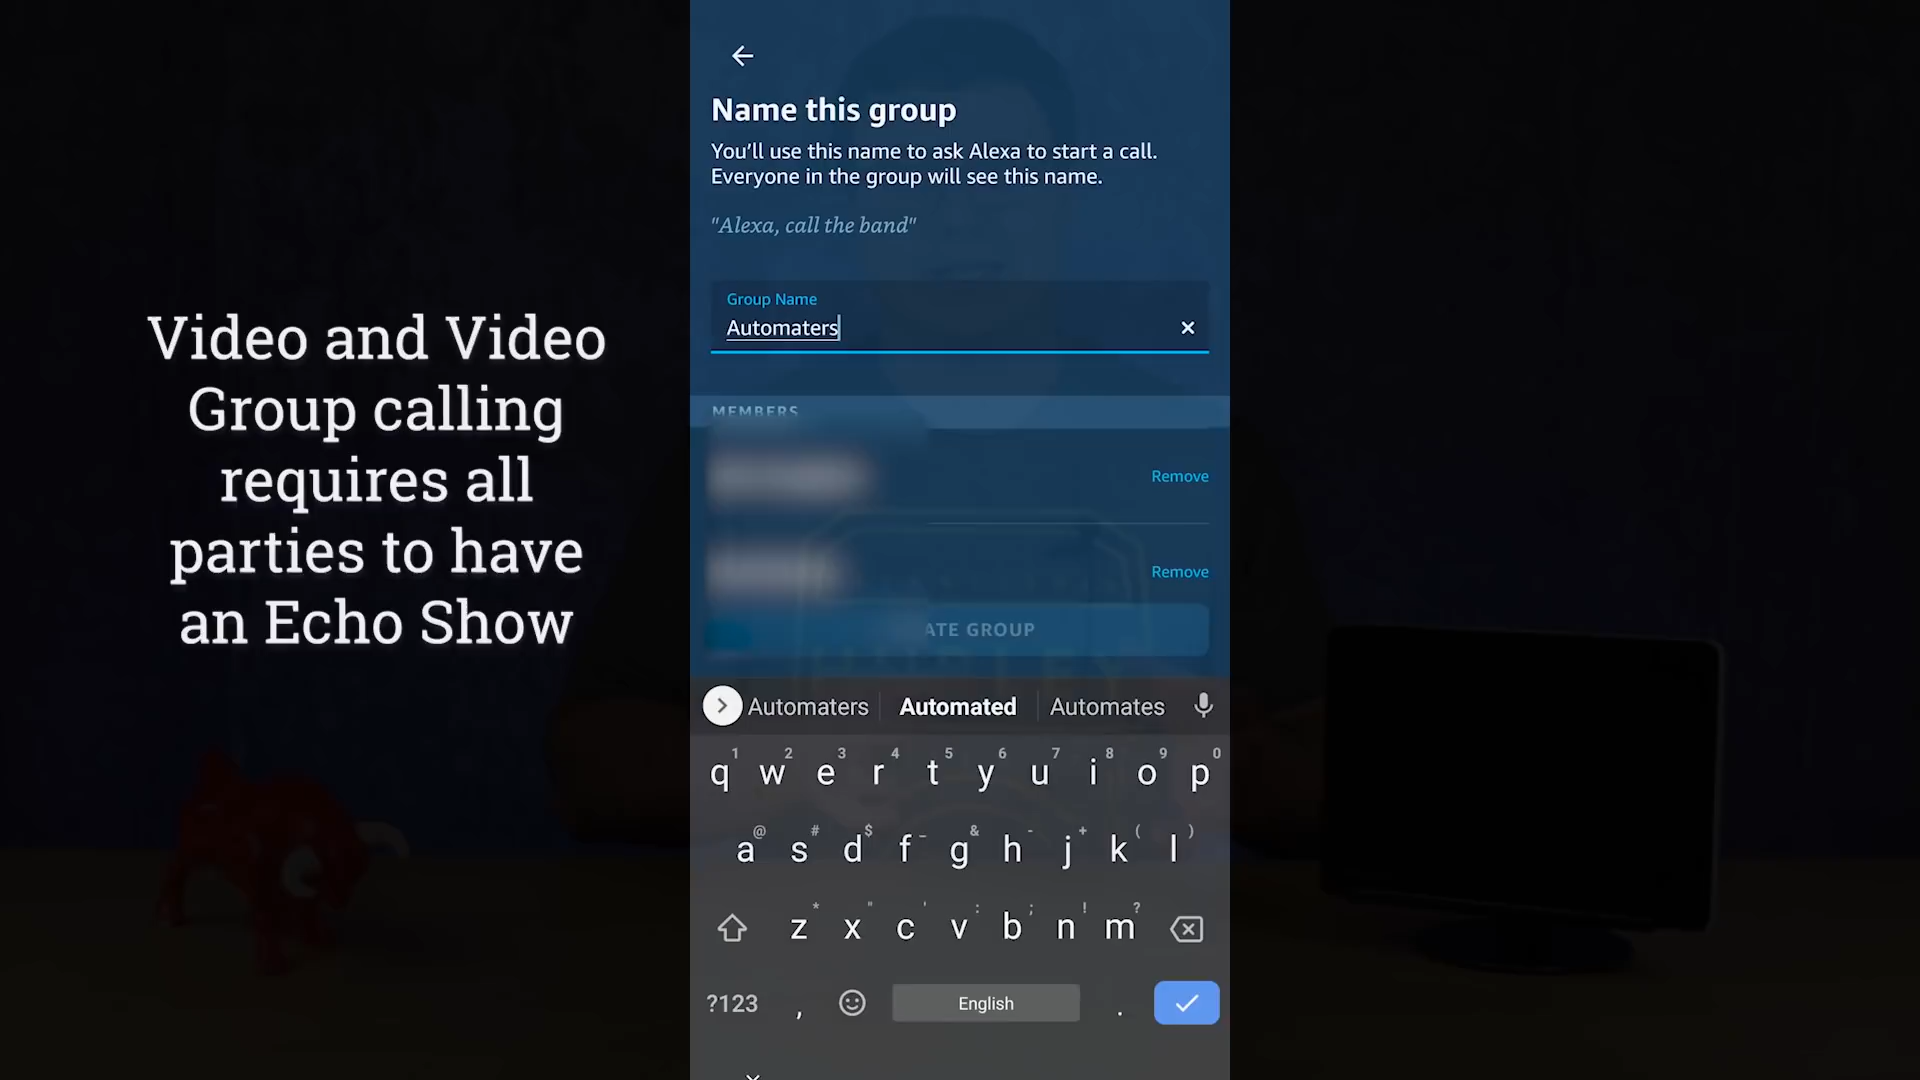 Video and Video
Group calling
requires all
parties to have
an Echo Show
Name this group
You'll use this name to ask Alexa to start a call.
Everyone in the group will see this name.
"Alexa, call the band"
Group Name
Automaters
MEMBERS
Remove
Remove
ATE GROUP
Automaters Automated Automates
1 2 3 4 5 6 7 8 9 0
q w e r t y u i o p
@ # $ _ & - + ( )
a s d f g h j k l
* " ' : ; ! ?
z x c v b n m
?123 , English .